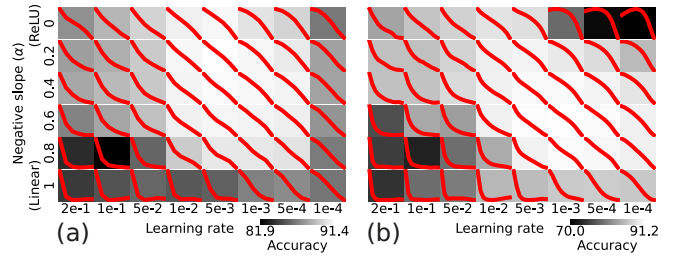 Negative slope (α)
(ReLU)
0
0.2
0.4
0.6
0.8
1
(Linear)
2e-1 1e-1 5e-2 1e-2 5e-3 1e-3 5e-4 1e-4
(a) Learning rate
81.9 91.4
Accuracy
2e-1 1e-1 5e-2 1e-2 5e-3 1e-3 5e-4 1e-4
(b) Learning rate
70.0 91.2
Accuracy